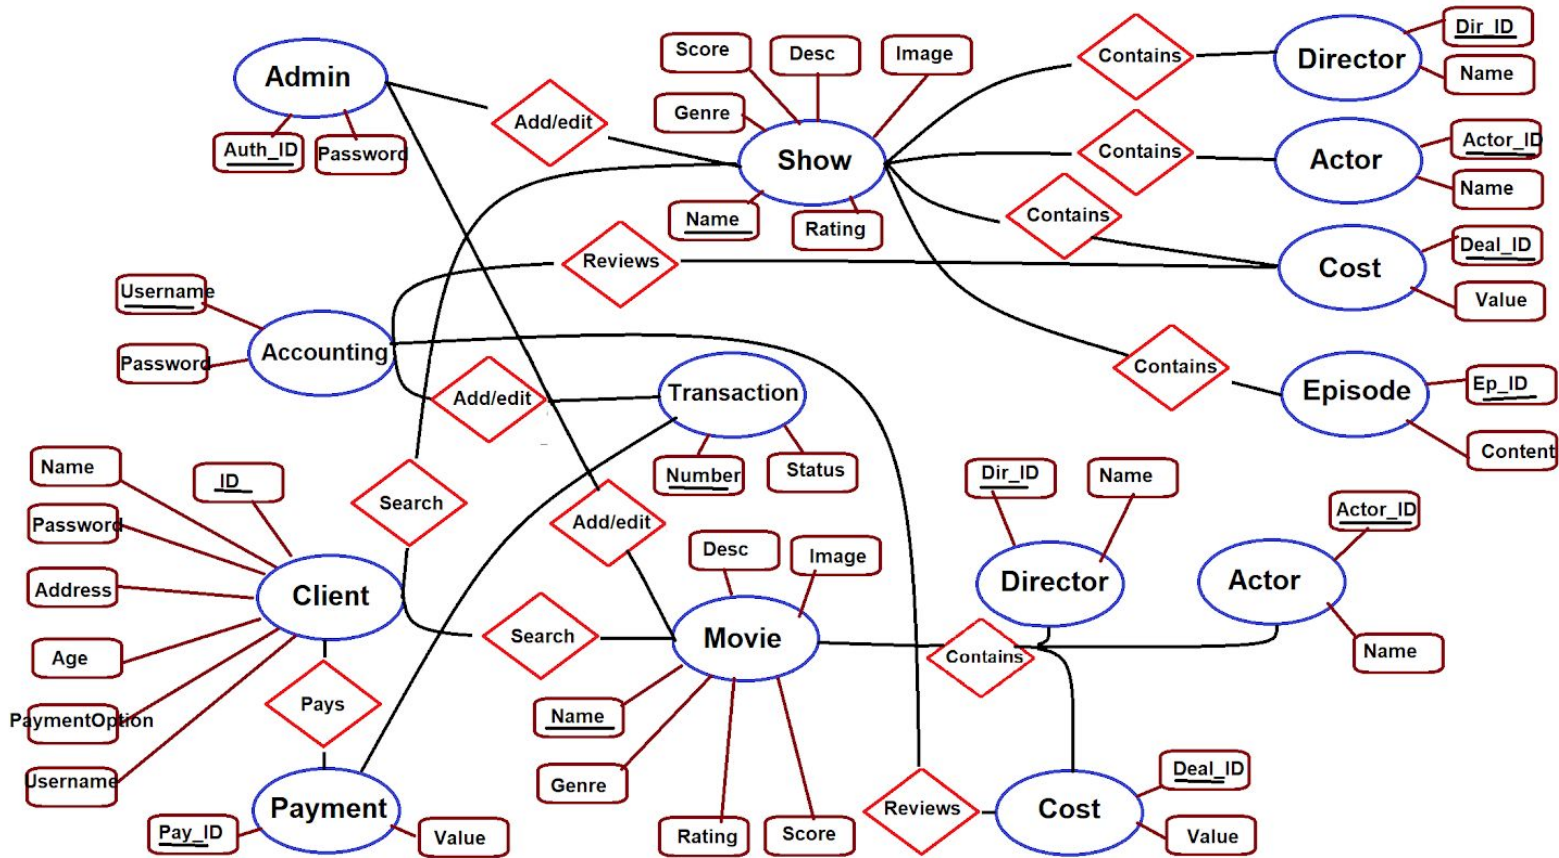 Admin
Auth_ID
Password
Add/edit
Score
Desc
Image
Genre
Show
Name
Rating
Contains
Director
Dir_ID
Name
Contains
Actor
Actor_ID
Name
Contains
Cost
Deal_ID
Value
Contains
Episode
Ep_ID
Content
Reviews
Username
Password
Accounting
Add/edit
Transaction
Number
Status
Name
ID
Password
Address
Age
PaymentOption
Username
Client
Search
Search
Add/edit
Pays
Payment
Pay_ID
Value
Desc
Image
Movie
Name
Genre
Rating
Score
Contains
Dir_ID
Name
Director
Actor
Actor_ID
Name
Reviews
Cost
Deal_ID
Value